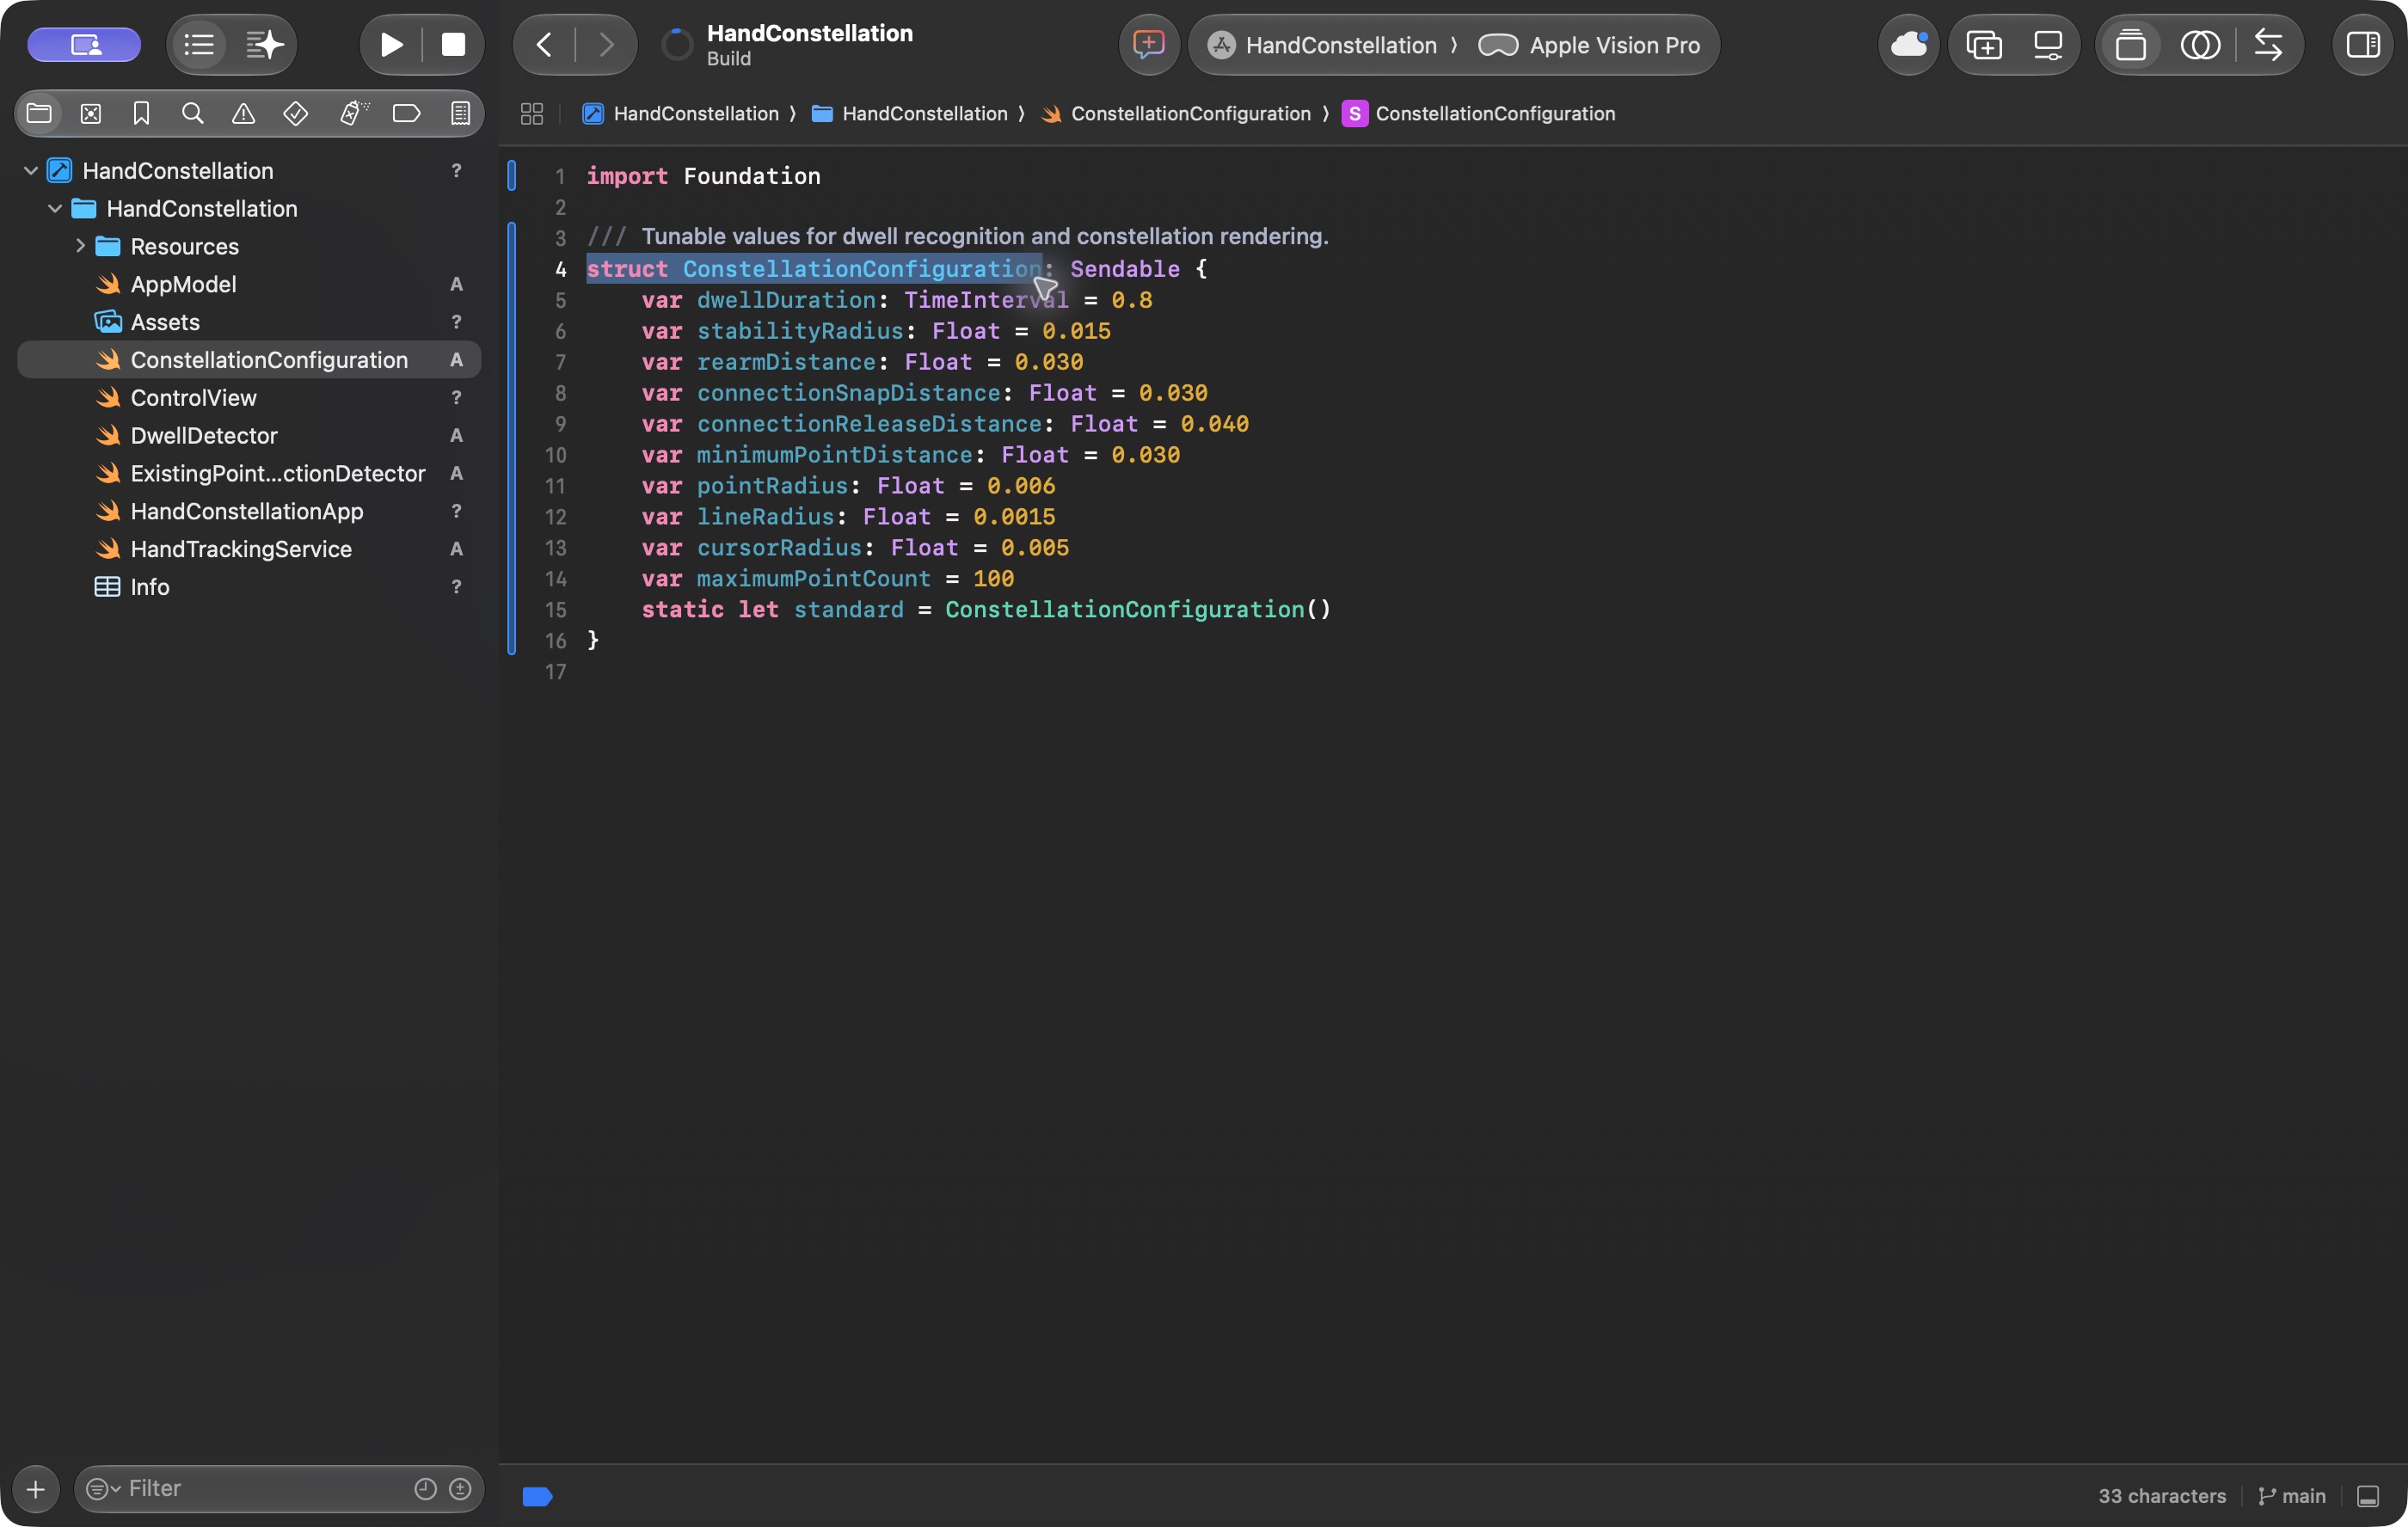 HandConstellation
Build
HandConstellation
Apple Vision Pro
HandConstellation
HandConstellation
ConstellationConfiguration
S
ConstellationConfiguration
HandConstellation ?
HandConstellation
Resources
AppModel A
Assets ?
ConstellationConfiguration A
ControlView ?
DwellDetector A
ExistingPoint...ctionDetector A
HandConstellationApp ?
HandTrackingService A
Info ?
Filter
1 import Foundation
2
3 /// Tunable values for dwell recognition and constellation rendering.
4 struct ConstellationConfiguration: Sendable {
5 var dwellDuration: TimeInterval = 0.8
6 var stabilityRadius: Float = 0.015
7 var rearmDistance: Float = 0.030
8 var connectionSnapDistance: Float = 0.030
9 var connectionReleaseDistance: Float = 0.040
10 var minimumPointDistance: Float = 0.030
11 var pointRadius: Float = 0.006
12 var lineRadius: Float = 0.0015
13 var cursorRadius: Float = 0.005
14 var maximumPointCount = 100
15 static let standard = ConstellationConfiguration()
16 }
17
33 characters
main